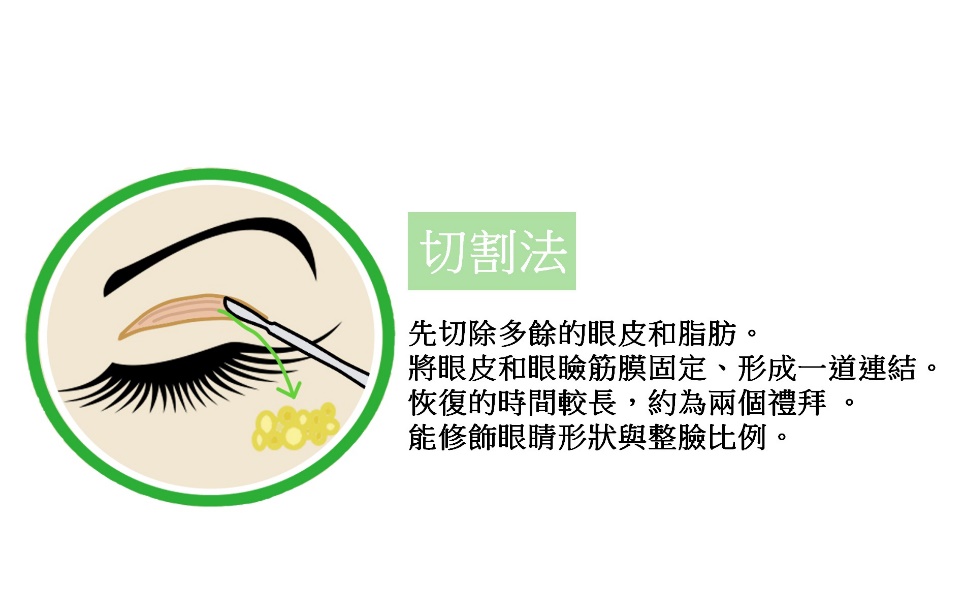 切割法
先切除多餘的眼皮和脂肪。
將眼皮和眼瞼筋膜固定、形成一道連結。
恢復的時間較長，約為兩個禮拜 。
能修飾眼睛形狀與整臉比例。